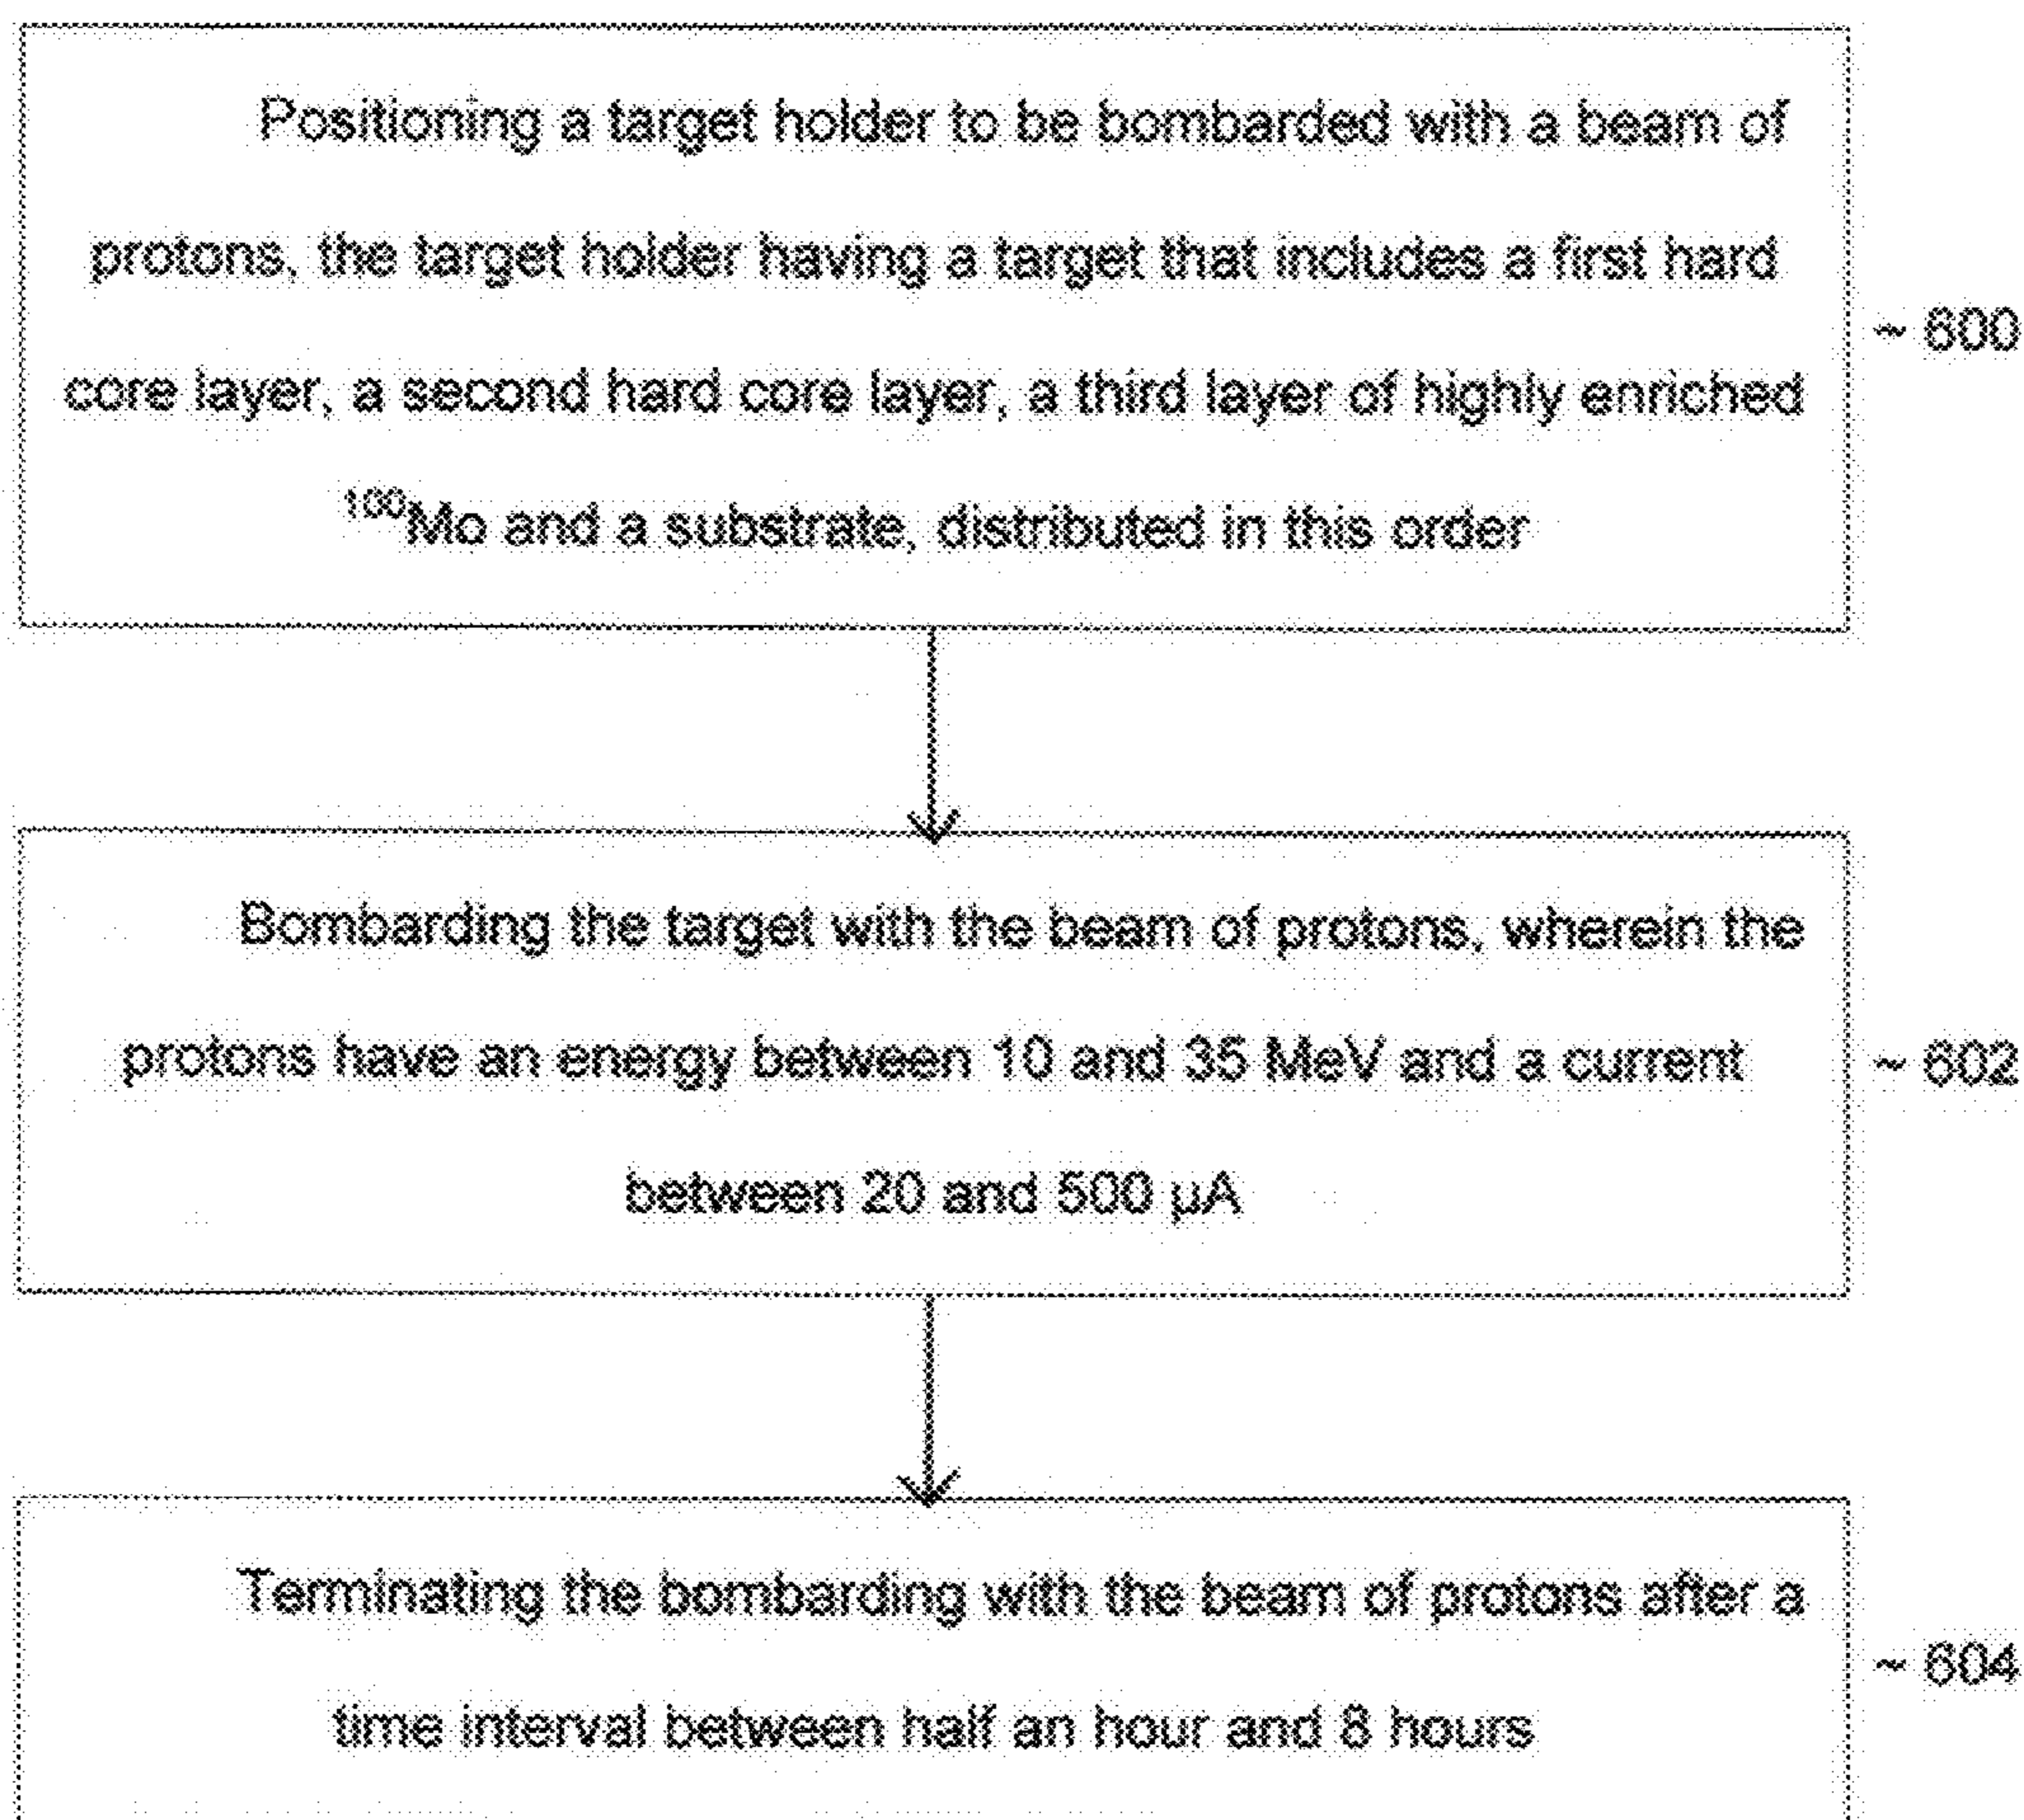 Positioning a target holder to be bombarded with a beam of
protons, the target holder having a target that includes a first hard
core layer, a second hard core layer, a third layer of highly enriched
¹⁰⁰Mo and a substrate, distributed in this order
~ 600
Bombarding the target with the beam of protons, wherein the
protons have an energy between 10 and 35 MeV and a current
between 20 and 500 µA
~ 602
Terminating the bombarding with the beam of protons after a
time interval between half an hour and 8 hours
~ 604